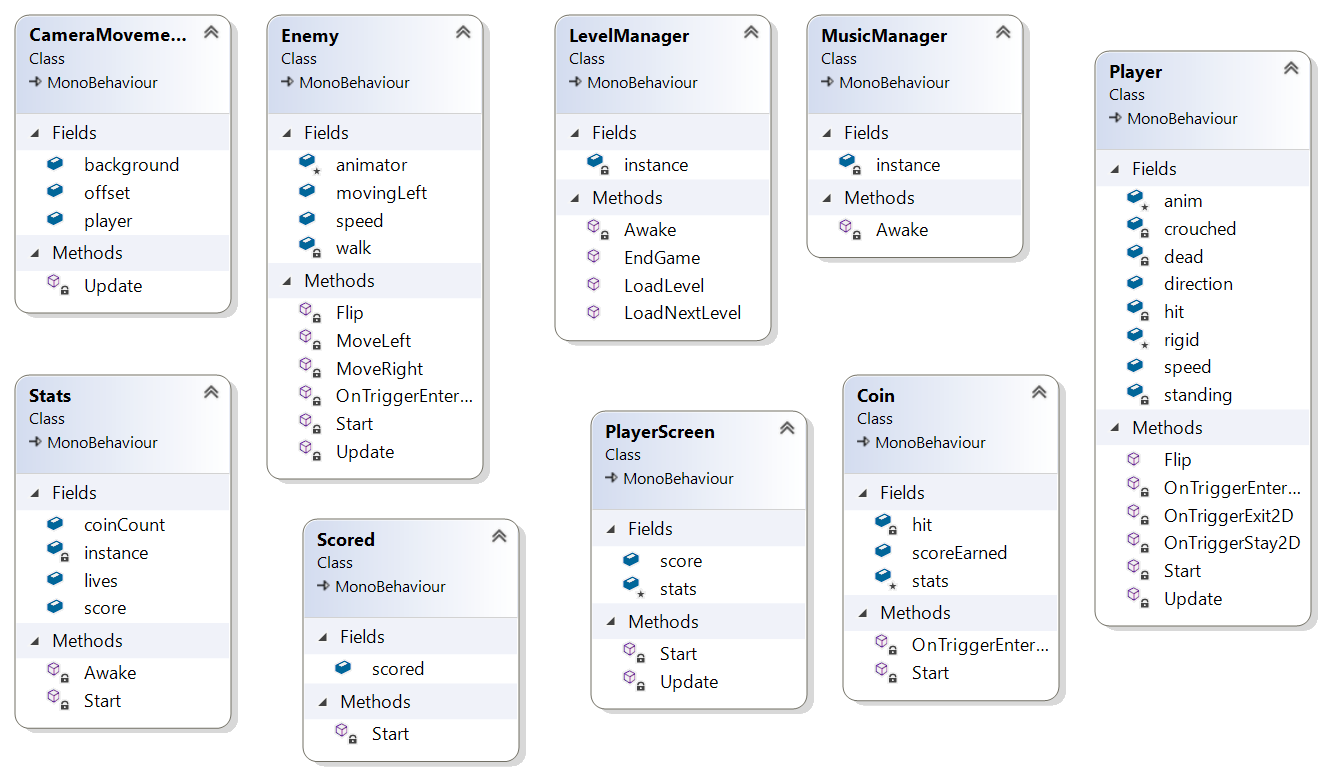 CameraMoveme...
Class
MonoBehaviour
Fields
background
offset
player
Methods
Update
Enemy
Class
MonoBehaviour
Fields
animator
movingLeft
speed
walk
Methods
Flip
MoveLeft
MoveRight
OnTriggerEnter...
Start
Update
LevelManager
Class
MonoBehaviour
Fields
instance
Methods
Awake
EndGame
LoadLevel
LoadNextLevel
MusicManager
Class
MonoBehaviour
Fields
instance
Methods
Awake
Player
Class
MonoBehaviour
Fields
anim
crouched
dead
direction
hit
rigid
speed
standing
Methods
Flip
OnTriggerEnter...
OnTriggerExit2D
OnTriggerStay2D
Start
Update
Stats
Class
MonoBehaviour
Fields
coinCount
instance
lives
score
Methods
Awake
Start
Scored
Class
MonoBehaviour
Fields
scored
Methods
Start
PlayerScreen
Class
MonoBehaviour
Fields
score
stats
Methods
Start
Update
Coin
Class
MonoBehaviour
Fields
hit
scoreEarned
stats
Methods
OnTriggerEnter...
Start